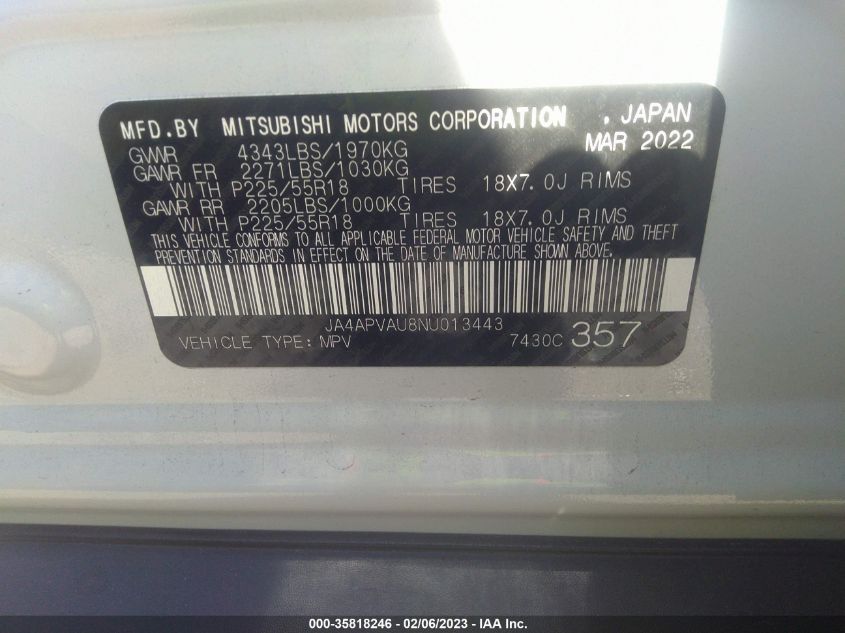 MFD.BY MITSUBISHI MOTORS CORPORATION , JAPAN
MAR 2022
GVWR 4343LBS/1970KG
GAWR FR 2271LBS/1030KG
WITH P225/55R18 TIRES 18X7.0J RIMS
GAWR RR 2205LBS/1000KG
WITH P225/55R18 TIRES 18X7.0J RIMS
THIS VEHICLE CONFORMS TO ALL APPLICABLE FEDERAL MOTOR VEHICLE SAFETY AND THEFT
PREVENTION STANDARDS IN EFFECT ON THE DATE OF MANUFACTURE SHOWN ABOVE.
JA4APVAU8NU013443
VEHICLE TYPE: MPV 7430C 357
000-35818246 - 02/06/2023 - IAA Inc.